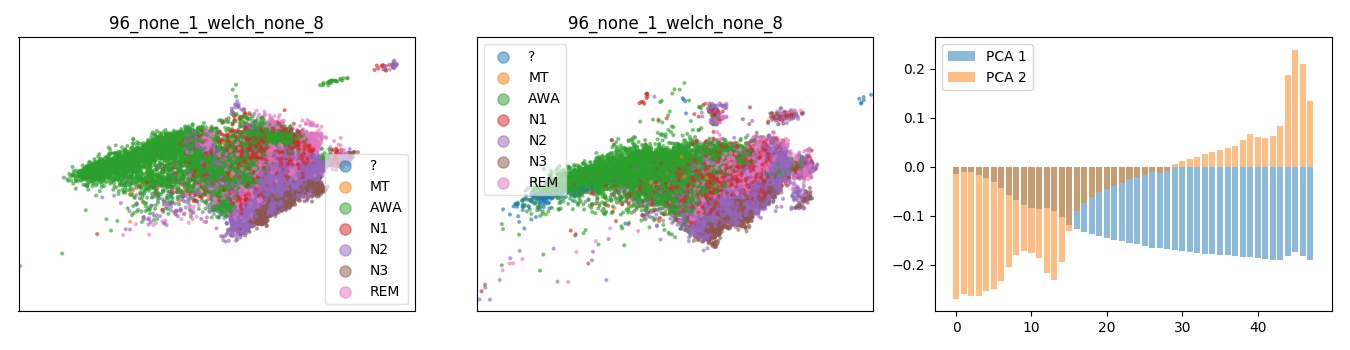 96_none_1_welch_none_8
?
MT
AWA
N1
N2
N3
REM
96_none_1_welch_none_8
?
MT
AWA
N1
N2
N3
REM
PCA 1
PCA 2
0.2
0.1
0.0
−0.1
−0.2
0 10 20 30 40